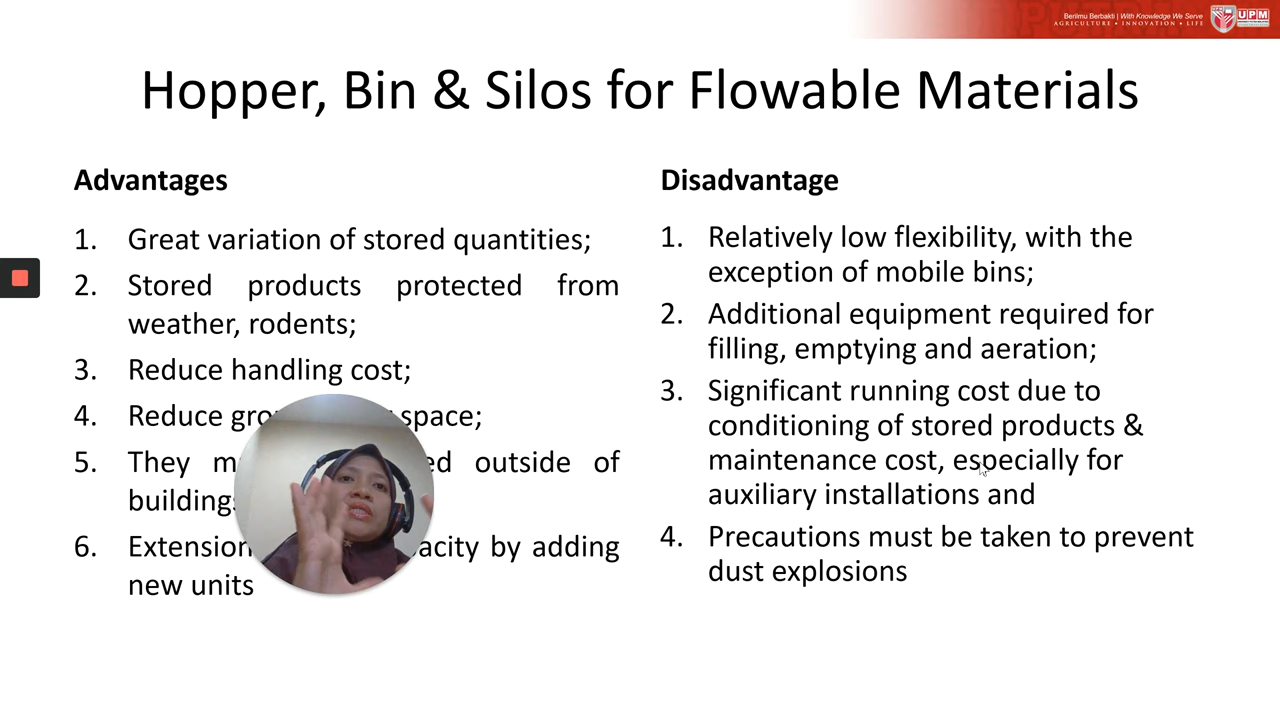 Berilmu Berbakti | With Knowledge We Serve
AGRICULTURE • INNOVATION • LIFE
UPM
Hopper, Bin & Silos for Flowable Materials
Advantages
1. Great variation of stored quantities;
2. Stored products protected from
weather, rodents;
3. Reduce handling cost;
4. Reduce space;
5. They outside of
6. Extension by adding
new units
Disadvantage
1. Relatively low flexibility, with the
exception of mobile bins;
2. Additional equipment required for
filling, emptying and aeration;
3. Significant running cost due to
conditioning of stored products &
maintenance cost, especially for
auxiliary installations and
4. Precautions must be taken to prevent
dust explosions